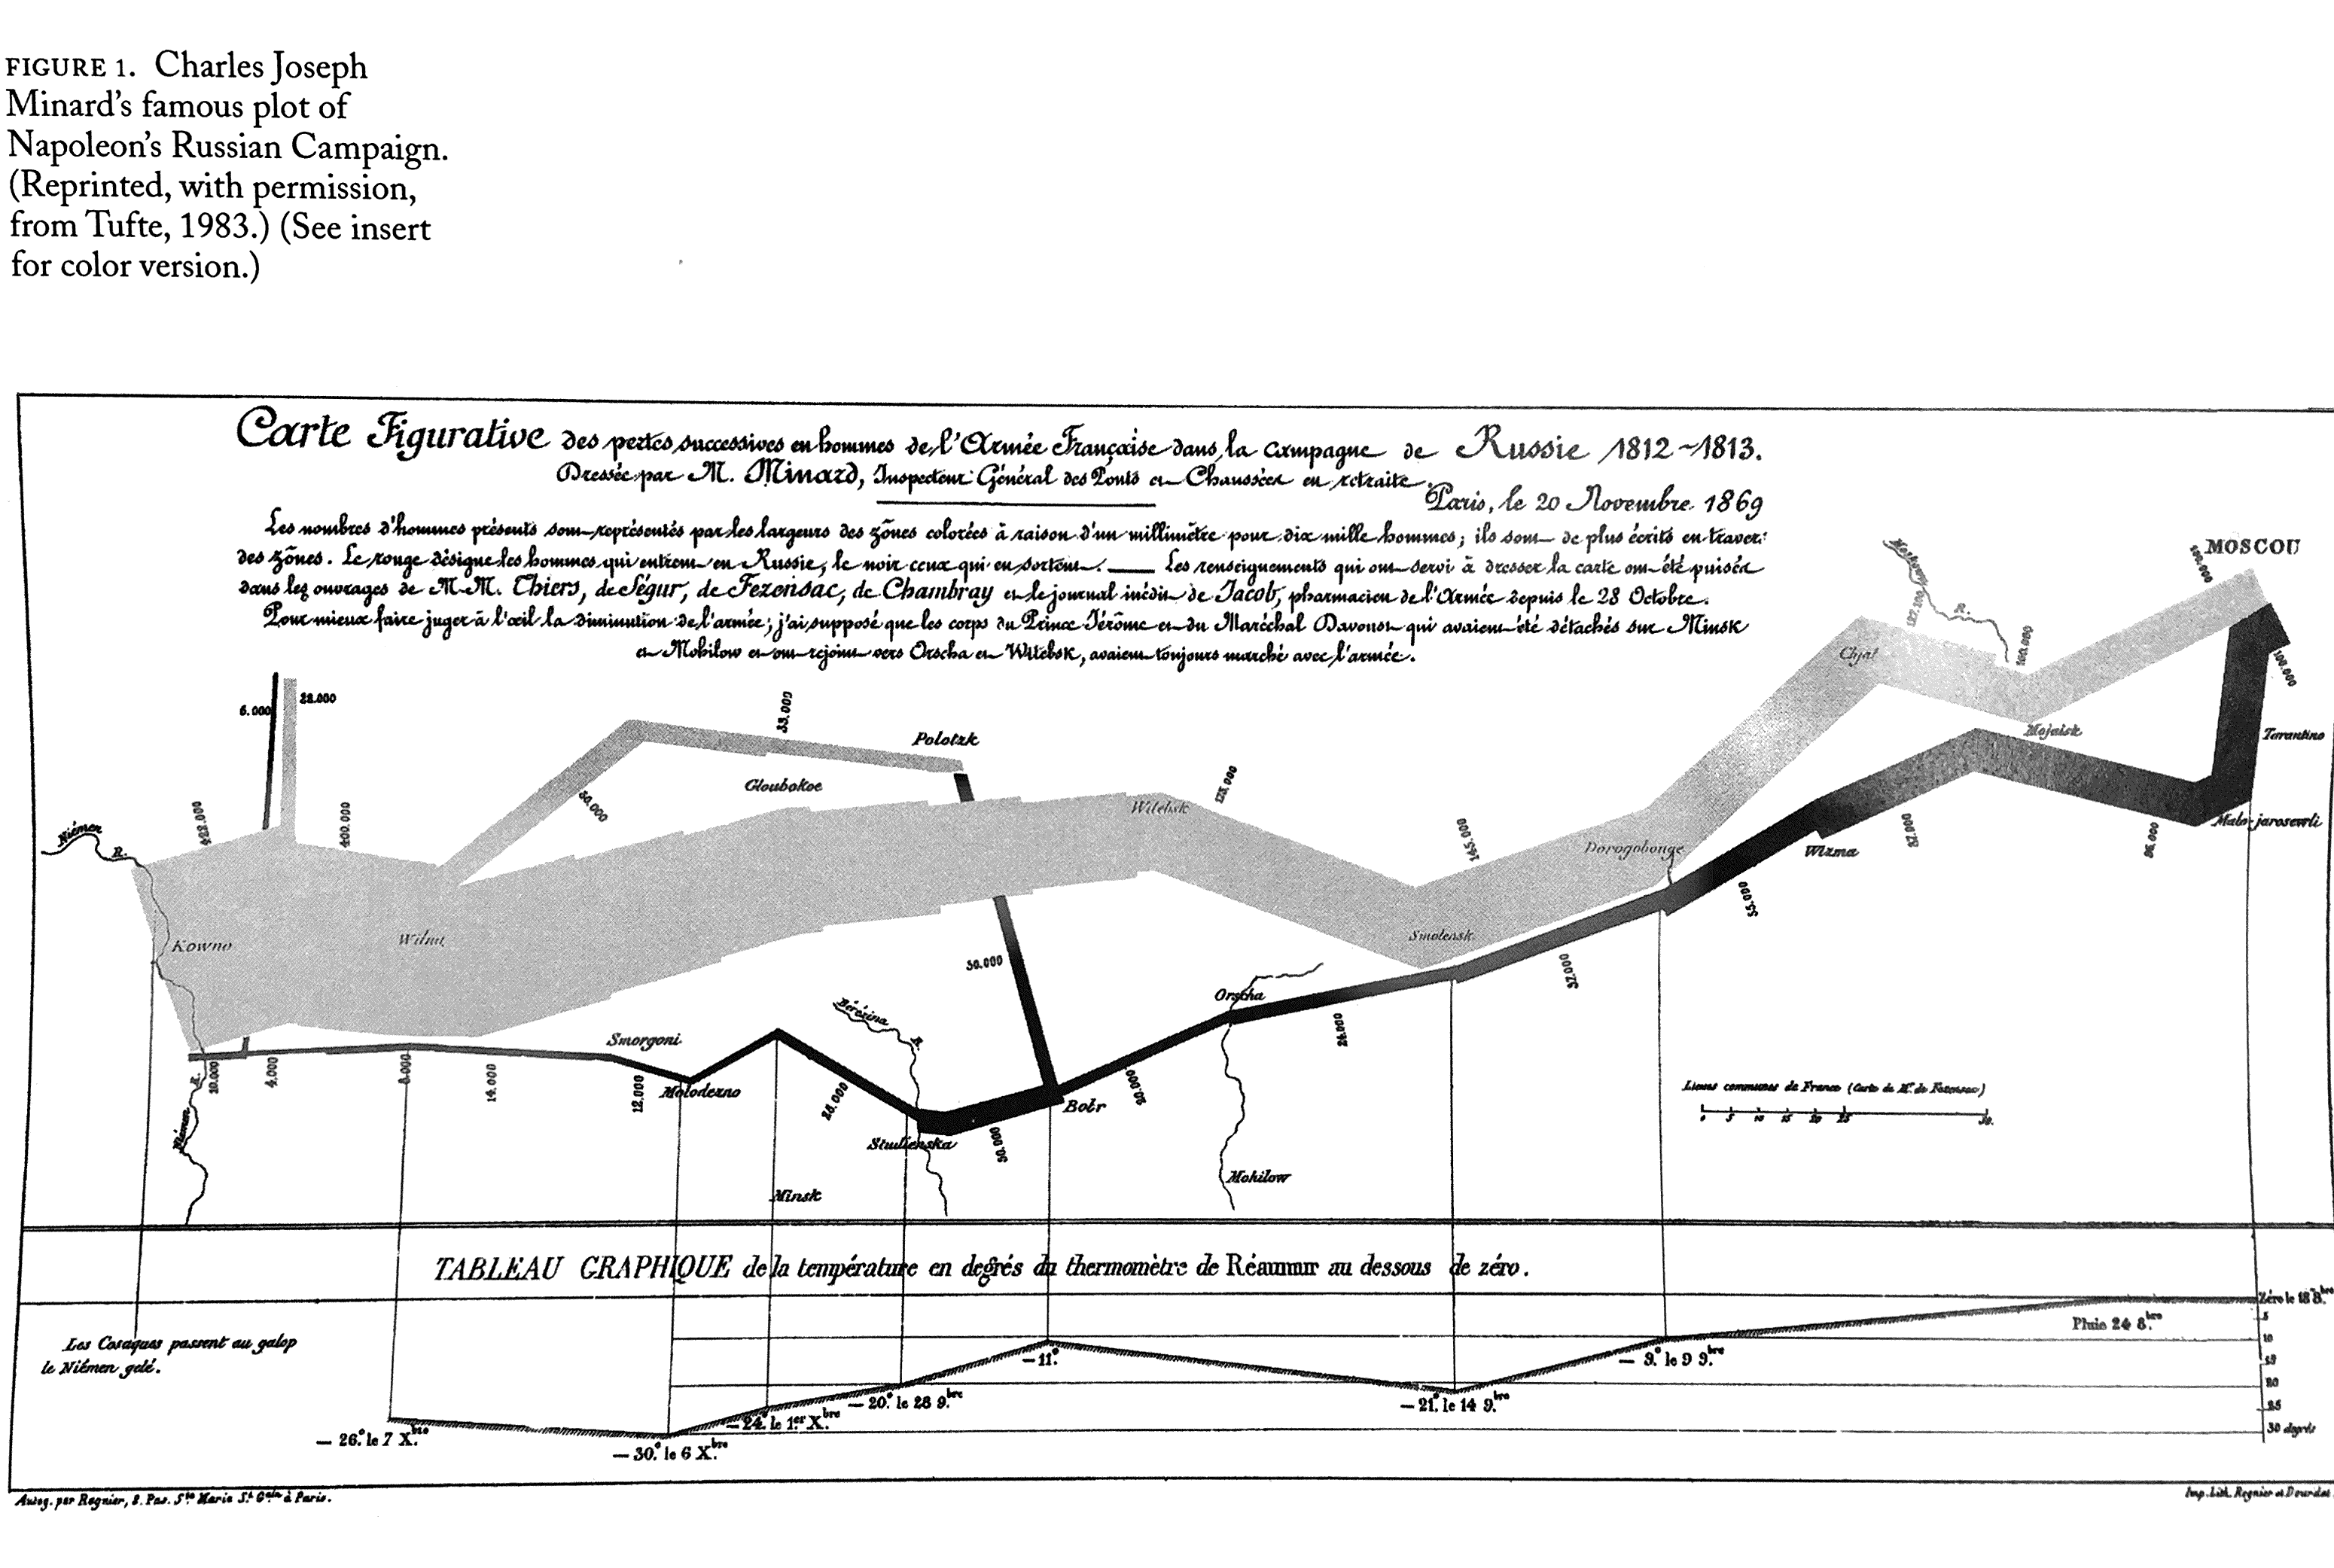 FIGURE 1. Charles Joseph
Minard's famous plot of
Napoleon's Russian Campaign.
(Reprinted, with permission,
from Tufte, 1983.) (See insert
for color version.)
Carte Figurative des pertes successives en hommes de l'Armée Française dans la campagne de Russie 1812~1813.
Dressée par M. Minard, Inspecteur Général des Ponts et Chaussées en retraite.
Paris, le 20 Novembre 1869
Les nombres d'hommes présents sont représentés par les largeurs des zônes colorées à raison d'un millimètre pour dix mille hommes; ils sont de plus écrits en travers
des zônes. Le rouge désigne les hommes qui entrent en Russie, le noir ceux qui en sortent. — Les renseignements qui ont servi à dresser la carte ont été puisés
dans les ouvrages de M.M. Thiers, de Ségur, de Fezensac, de Chambray et le journal inédit de Jacob, pharmacien de l'Armée depuis le 28 Octobre.
Pour mieux faire juger à l'œil la diminution de l'armée, j'ai supposé que les corps du Prince Jérôme et du Maréchal Davoust qui avaient été détachés sur Minsk
et Mohilow et ont rejoint vers Orscha et Witebsk, avaient toujours marché avec l'armée.
Moskowa R.
100.000
MOSCOU
127.100
100.000
Chjat
Mojaisk
100.000
Tarantino
Malo-jarosewli
6.000
22.000
33.000
Polotzk
Gloubokoe
60.000
422.000
400.000
Niémen R.
Witebsk
175.000
145.000
Dorogobouge
Wizma
87.000
96.000
55.000
Kowno
Wilna
Smolensk
37.000
30.000
Bérézina R.
Orscha
24.000
Smorgoni
Molodezno
10.000
4.000
8.000
14.000
12.000
28.000
Studienska
50.000
Bobr
20.000
Niémen R.
Minsk
Mohilow
Lieues communes de France (Carte de Mr. de Fezensac)
0 5 10 15 20 25 50.
TABLEAU GRAPHIQUE de la température en degrés du thermomètre de Réaumur au dessous de zéro.
Les Cosaques passent au galop
le Niémen gelé.
Zéro le 18 8.bre
Pluie 24 8.bre
5
10
15
20
25
30 degrés
— 9.° le 9 9.bre
— 21.° le 14 9.bre
— 11.°
— 20.° le 28 9.bre
— 24.° le 1.er X.bre
— 30.° le 6 X.bre
— 26.° le 7 X.bre
Autog. par Regnier, 8. Pas. Ste Marie St Gain à Paris.
Imp. Lith. Regnier et Dourdet